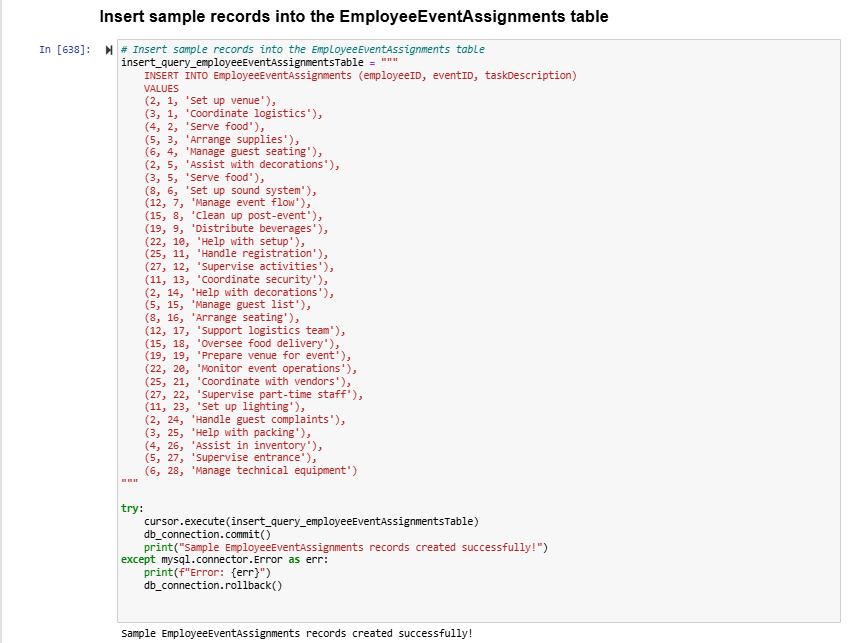 Insert sample records into the EmployeeEventAssignments table
In [638]:
# Insert sample records into the EmployeeEventAssignments table
insert_query_employeeEventAssignmentsTable = """
    INSERT INTO EmployeeEventAssignments (employeeID, eventID, taskDescription)
    VALUES
    (2, 1, 'Set up venue'),
    (3, 1, 'Coordinate logistics'),
    (4, 2, 'Serve food'),
    (5, 3, 'Arrange supplies'),
    (6, 4, 'Manage guest seating'),
    (2, 5, 'Assist with decorations'),
    (3, 5, 'Serve food'),
    (8, 6, 'Set up sound system'),
    (12, 7, 'Manage event flow'),
    (15, 8, 'Clean up post-event'),
    (19, 9, 'Distribute beverages'),
    (22, 10, 'Help with setup'),
    (25, 11, 'Handle registration'),
    (27, 12, 'Supervise activities'),
    (11, 13, 'Coordinate security'),
    (2, 14, 'Help with decorations'),
    (5, 15, 'Manage guest list'),
    (8, 16, 'Arrange seating'),
    (12, 17, 'Support logistics team'),
    (15, 18, 'Oversee food delivery'),
    (19, 19, 'Prepare venue for event'),
    (22, 20, 'Monitor event operations'),
    (25, 21, 'Coordinate with vendors'),
    (27, 22, 'Supervise part-time staff'),
    (11, 23, 'Set up lighting'),
    (2, 24, 'Handle guest complaints'),
    (3, 25, 'Help with packing'),
    (4, 26, 'Assist in inventory'),
    (5, 27, 'Supervise entrance'),
    (6, 28, 'Manage technical equipment')
"""
try:
    cursor.execute(insert_query_employeeEventAssignmentsTable)
    db_connection.commit()
    print("Sample EmployeeEventAssignments records created successfully!")
except mysql.connector.Error as err:
    print(f"Error: {err}")
    db_connection.rollback()
Sample EmployeeEventAssignments records created successfully!